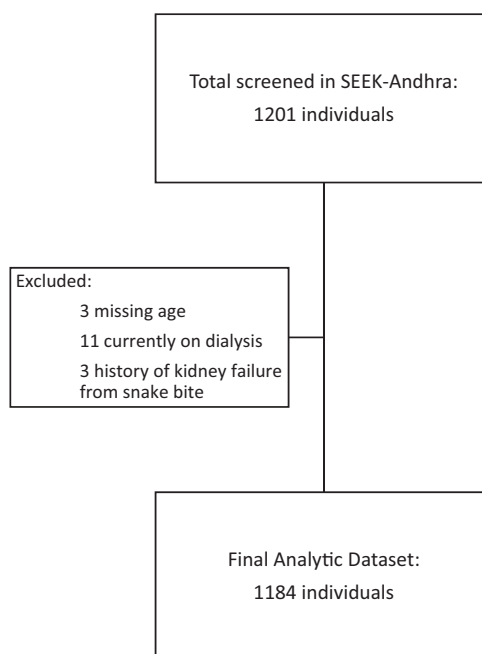 Total screened in SEEK-Andhra:
1201 individuals
Excluded:
3 missing age
11 currently on dialysis
3 history of kidney failure
from snake bite
Final Analytic Dataset:
1184 individuals